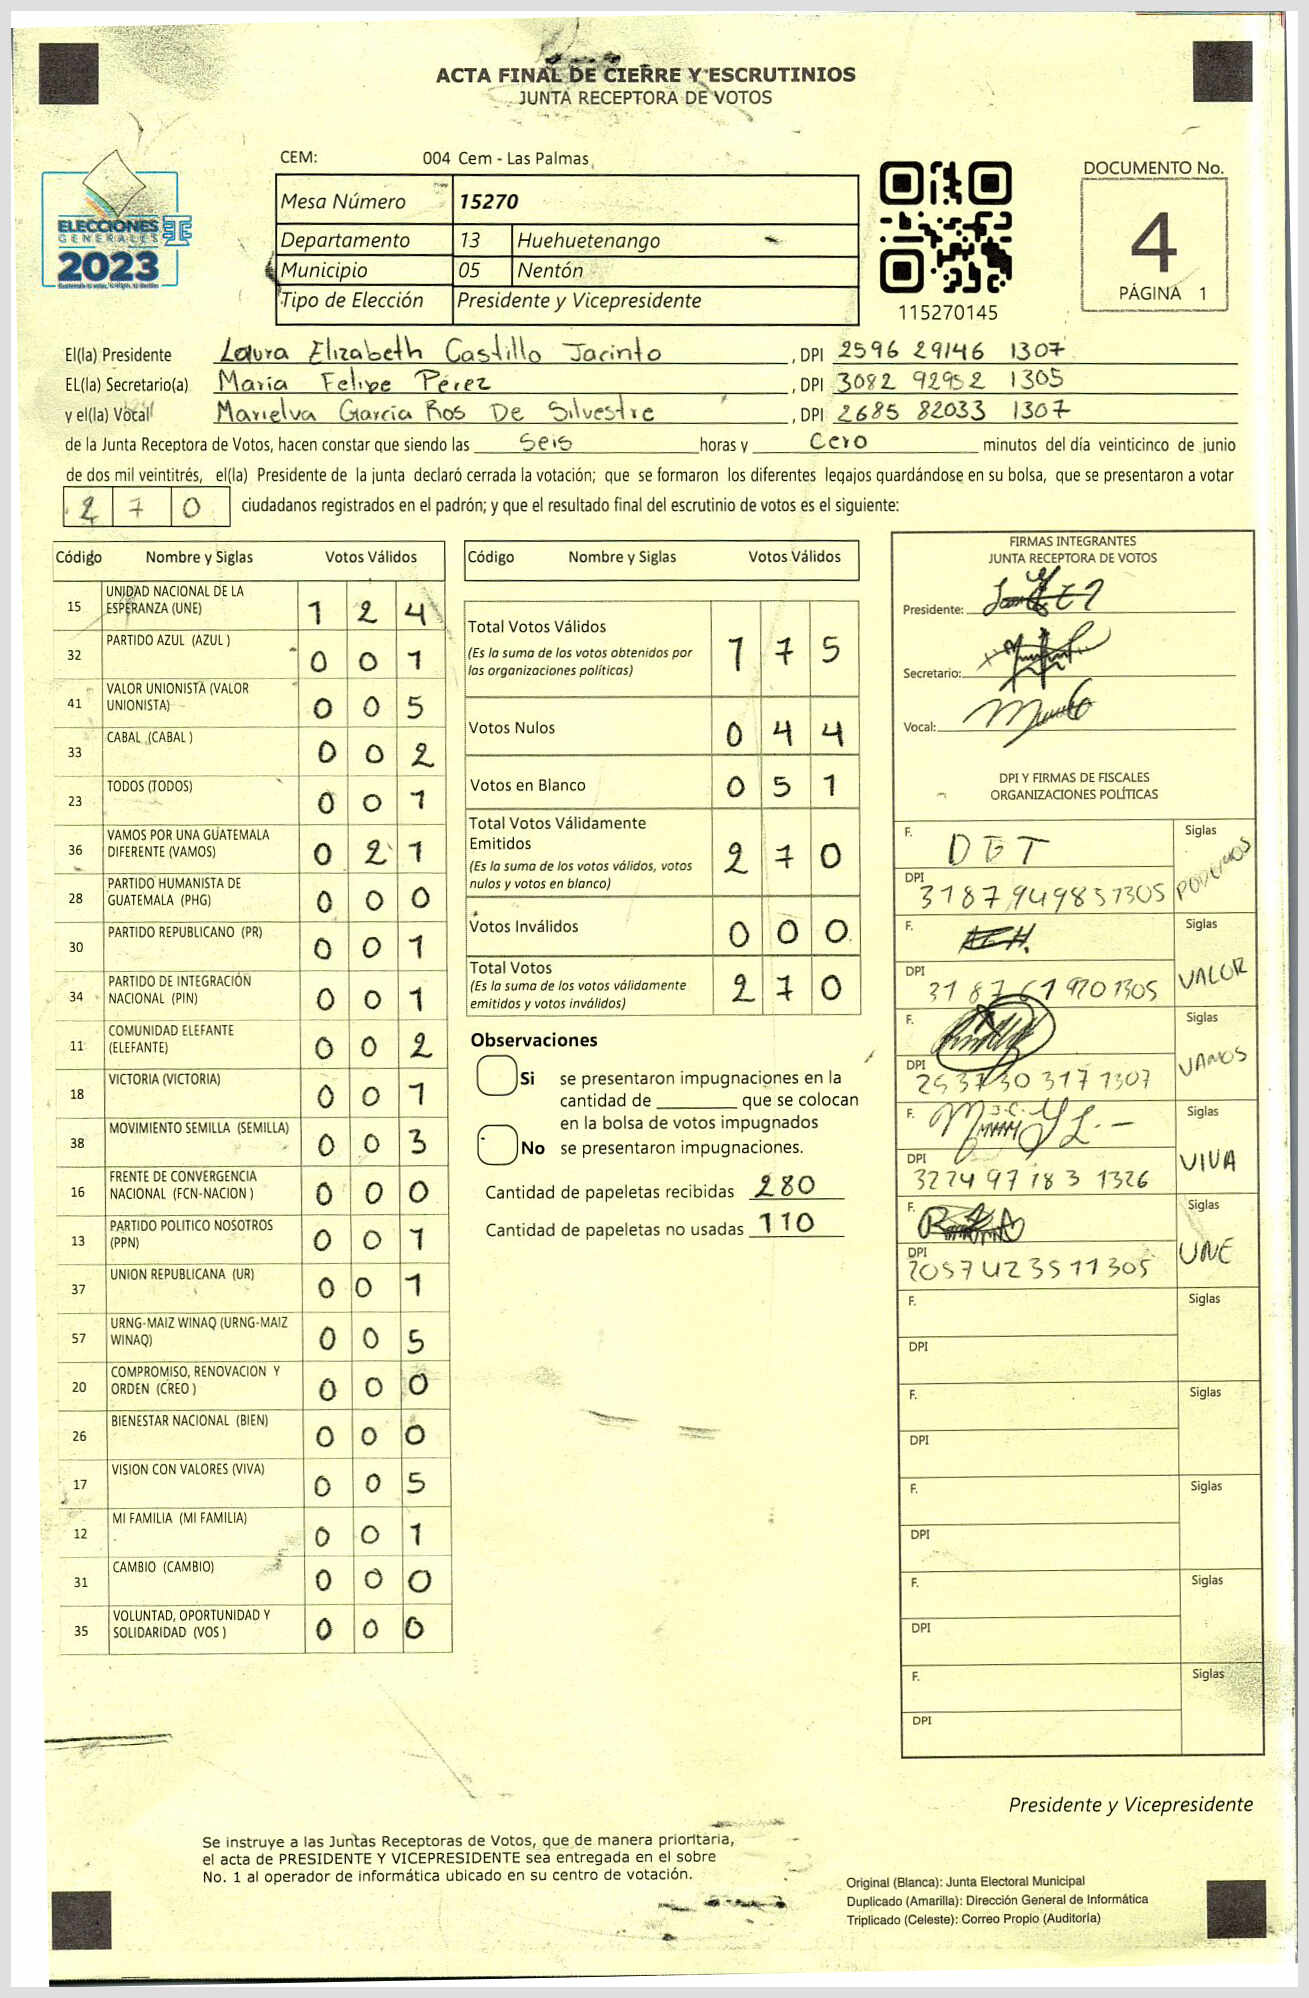 ACTA FINAL DE CIERRE Y ESCRUTINIOS
JUNTA RECEPTORA DE VOTOS
CEM: 004 Cem - Las Palmas
Mesa Número 15270
Departamento 13 Huehuetenango
Municipio 05 Nentón
Tipo de Elección Presidente y Vicepresidente
ELECCIONES
GENERALES
2023
115270145
DOCUMENTO No.
4
PÁGINA 1
El(la) Presidente Laura Elizabeth Castillo Jacinto, DPI 2596 29146 1307
EL(la) Secretario(a) María Felipe Pérez, DPI 3082 92952 1305
y el(la) Vocal Marielva García Ros De Silvestre, DPI 2685 82033 1307
de la Junta Receptora de Votos, hacen constar que siendo las Seis horas y Cero minutos del día veinticinco de junio
de dos mil veintitrés, el(la) Presidente de la junta declaró cerrada la votación; que se formaron los diferentes legajos guardándose en su bolsa, que se presentaron a votar
270 ciudadanos registrados en el padrón; y que el resultado final del escrutinio de votos es el siguiente:
Código Nombre y Siglas Votos Válidos
15 UNIDAD NACIONAL DE LA
ESPERANZA (UNE) 1 2 4
32 PARTIDO AZUL (AZUL ) 0 0 1
41 VALOR UNIONISTA (VALOR
UNIONISTA) 0 0 5
33 CABAL (CABAL ) 0 0 2
23 TODOS (TODOS) 0 0 1
36 VAMOS POR UNA GUATEMALA
DIFERENTE (VAMOS) 0 2 1
28 PARTIDO HUMANISTA DE
GUATEMALA (PHG) 0 0 0
30 PARTIDO REPUBLICANO (PR) 0 0 1
34 PARTIDO DE INTEGRACIÓN
NACIONAL (PIN) 0 0 1
11 COMUNIDAD ELEFANTE
(ELEFANTE) 0 0 2
18 VICTORIA (VICTORIA) 0 0 1
38 MOVIMIENTO SEMILLA (SEMILLA) 0 0 3
16 FRENTE DE CONVERGENCIA
NACIONAL (FCN-NACION ) 0 0 0
13 PARTIDO POLITICO NOSOTROS
(PPN) 0 0 1
37 UNION REPUBLICANA (UR) 0 0 1
57 URNG-MAIZ WINAQ (URNG-MAIZ
WINAQ) 0 0 5
20 COMPROMISO, RENOVACION Y
ORDEN (CREO ) 0 0 0
26 BIENESTAR NACIONAL (BIEN) 0 0 0
17 VISION CON VALORES (VIVA) 0 0 5
12 MI FAMILIA (MI FAMILIA) 0 0 1
31 CAMBIO (CAMBIO) 0 0 0
35 VOLUNTAD, OPORTUNIDAD Y
SOLIDARIDAD (VOS ) 0 0 0
Código Nombre y Siglas Votos Válidos
Total Votos Válidos 1 7 5
(Es la suma de los votos obtenidos por
las organizaciones políticas)
Votos Nulos 0 4 4
Votos en Blanco 0 5 1
Total Votos Válidamente
Emitidos 2 7 0
(Es la suma de los votos válidos, votos
nulos y votos en blanco)
Votos Inválidos 0 0 0
Total Votos 2 7 0
(Es la suma de los votos válidamente
emitidos y votos inválidos)
Observaciones
Si se presentaron impugnaciones en la
cantidad de ________ que se colocan
en la bolsa de votos impugnados
No se presentaron impugnaciones.
Cantidad de papeletas recibidas 280
Cantidad de papeletas no usadas 110
FIRMAS INTEGRANTES
JUNTA RECEPTORA DE VOTOS
Presidente:
Secretario:
Vocal:
DPI Y FIRMAS DE FISCALES
ORGANIZACIONES POLÍTICAS
F. DGT Siglas
DPI 3187949851305 PODEMOS
F. Siglas
DPI 3187 61 920 1305 VALOR
F. Siglas
DPI 2537 30 317 1307 VAMOS
F. Siglas
DPI 3224 97 183 1326 VIVA
F. Siglas
DPI 2057423511305 UNE
F. Siglas
DPI
F. Siglas
DPI
F. Siglas
DPI
F. Siglas
DPI
F. Siglas
DPI
Presidente y Vicepresidente
Se instruye a las Juntas Receptoras de Votos, que de manera prioritaria,
el acta de PRESIDENTE Y VICEPRESIDENTE sea entregada en el sobre
No. 1 al operador de informática ubicado en su centro de votación.
Original (Blanca): Junta Electoral Municipal
Duplicado (Amarilla): Dirección General de Informática
Triplicado (Celeste): Correo Propio (Auditoría)